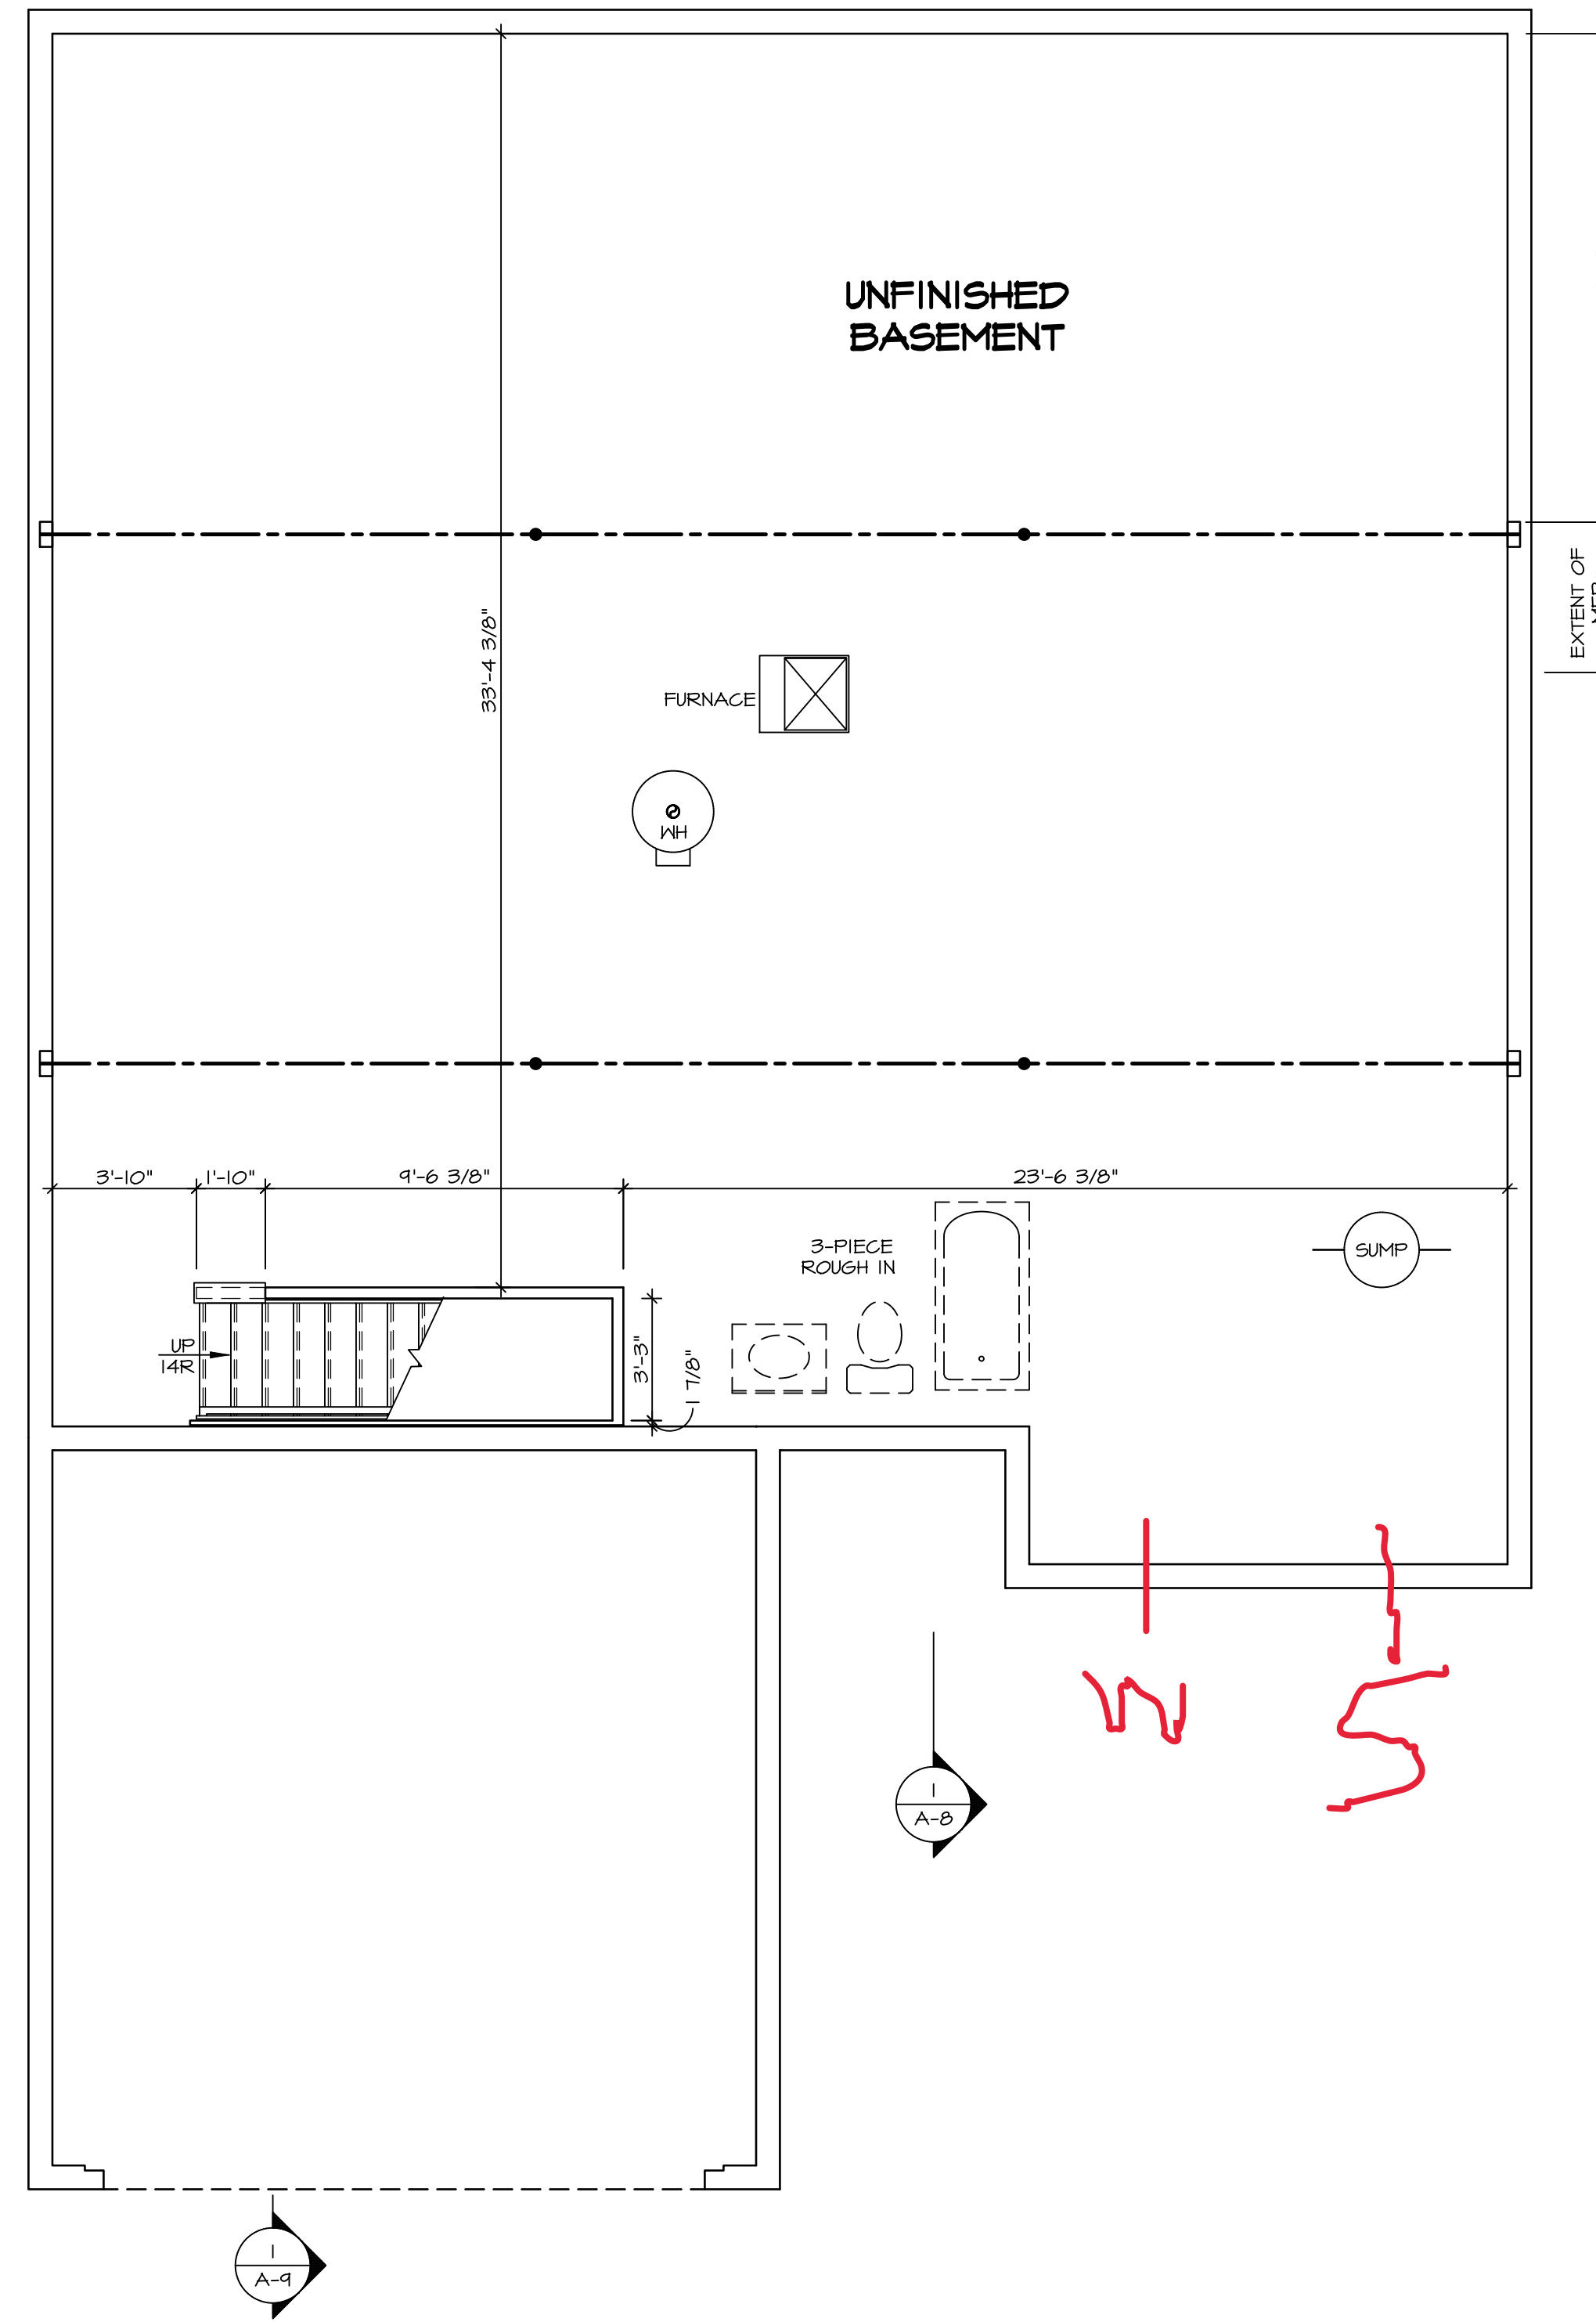 UNFINISHED
BASEMENT
EXTENT OF
33'-4 3/8"
FURNACE
WH
3'-10"
1'-10"
9'-6 3/8"
23'-6 3/8"
3-PIECE
ROUGH IN
SUMP
UP
14R
3'-3"
1 7/8"
W
S
1
A-8
1
A-9